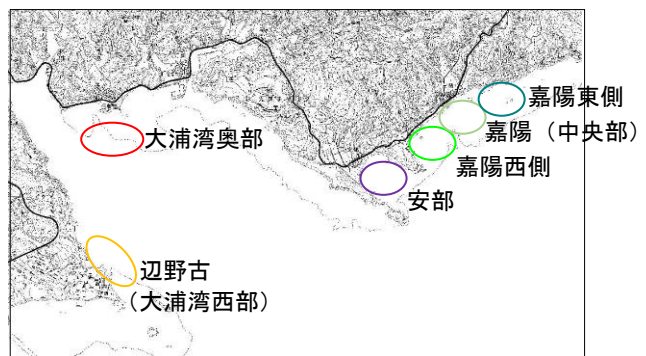 嘉陽東側
嘉陽（中央部）
大浦湾奥部
嘉陽西側
安部
辺野古
（大浦湾西部）